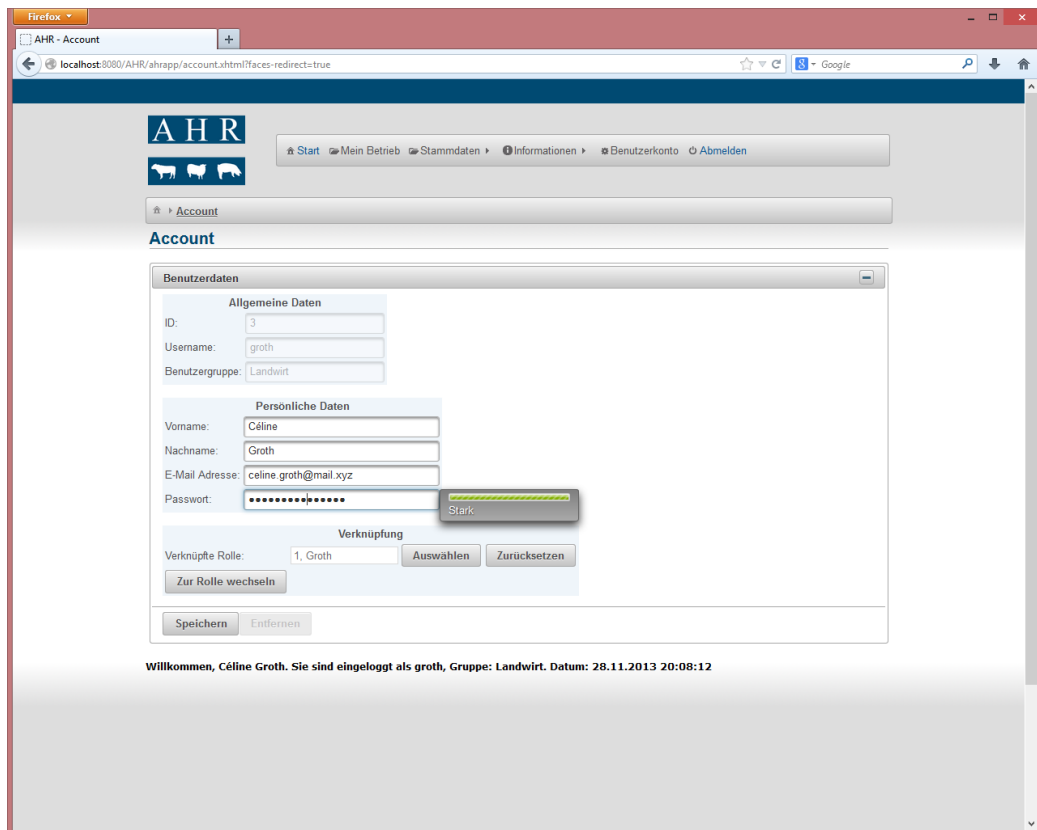 Firefox
AHR - Account
localhost:8080/AHR/ahrapp/account.xhtml?faces-redirect=true
Google
AHR
Start Mein Betrieb Stammdaten Informationen Benutzerkonto Abmelden
Account
Account
Benutzerdaten
Allgemeine Daten
ID: 3
Username: groth
Benutzergruppe: Landwirt
Persönliche Daten
Vorname: Céline
Nachname: Groth
E-Mail Adresse: celine.groth@mail.xyz
Passwort: •••••••••••••••
Stark
Verknüpfung
Verknüpfte Rolle: 1, Groth Auswählen Zurücksetzen
Zur Rolle wechseln
Speichern Entfernen
Willkommen, Céline Groth. Sie sind eingeloggt als groth, Gruppe: Landwirt. Datum: 28.11.2013 20:08:12